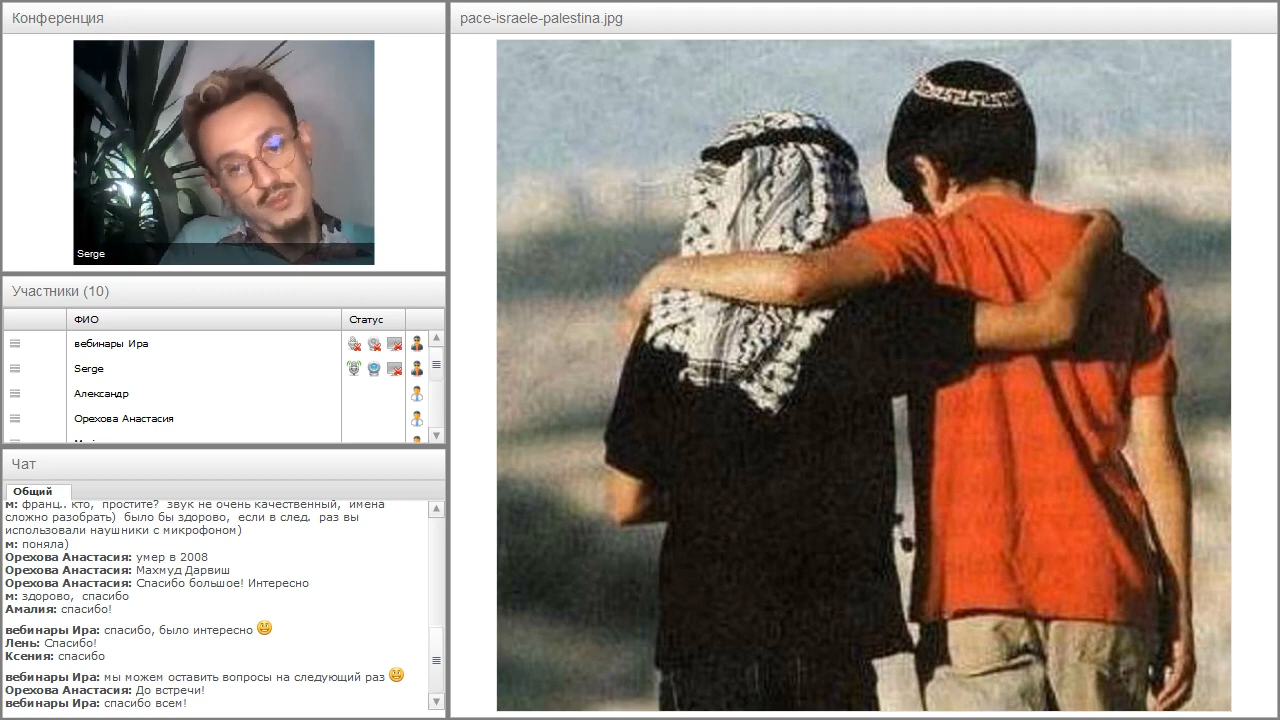 Конференция
Serge
Участники (10)
ФИО
Статус
вебинары Ира
Serge
Александр
Орехова Анастасия
Чат
Общий
м: франц.. кто, простите? звук не очень качественный, имена
сложно разобрать) было бы здорово, если в след. раз вы
использовали наушники с микрофоном)
м: поняла)
Орехова Анастасия: умер в 2008
Орехова Анастасия: Махмуд Дарвиш
Орехова Анастасия: Спасибо большое! Интересно
м: здорово, спасибо
Амалия: спасибо!
вебинары Ира: спасибо, было интересно
Лень: Спасибо!
Ксения: спасибо
вебинары Ира: мы можем оставить вопросы на следующий раз
Орехова Анастасия: До встречи!
вебинары Ира: спасибо всем!
pace-israele-palestina.jpg